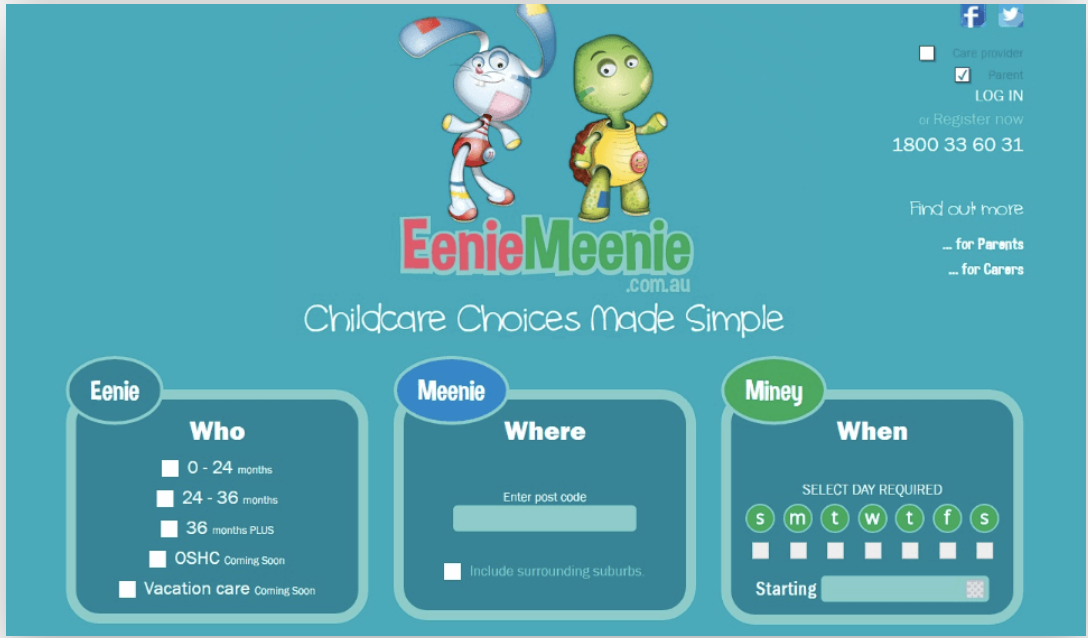 Care provider
Parent
LOG IN
or Register now
1800 33 60 31
Find out more
... for Parents
... for Carers
EenieMeenie
.com.au
Childcare Choices Made Simple
Eenie
Who
0 - 24 months
24 - 36 months
36 months PLUS
OSHC Coming Soon
Vacation care Coming Soon
Meenie
Where
Enter post code
Include surrounding suburbs
Miney
When
SELECT DAY REQUIRED
s m t w t f s
Starting